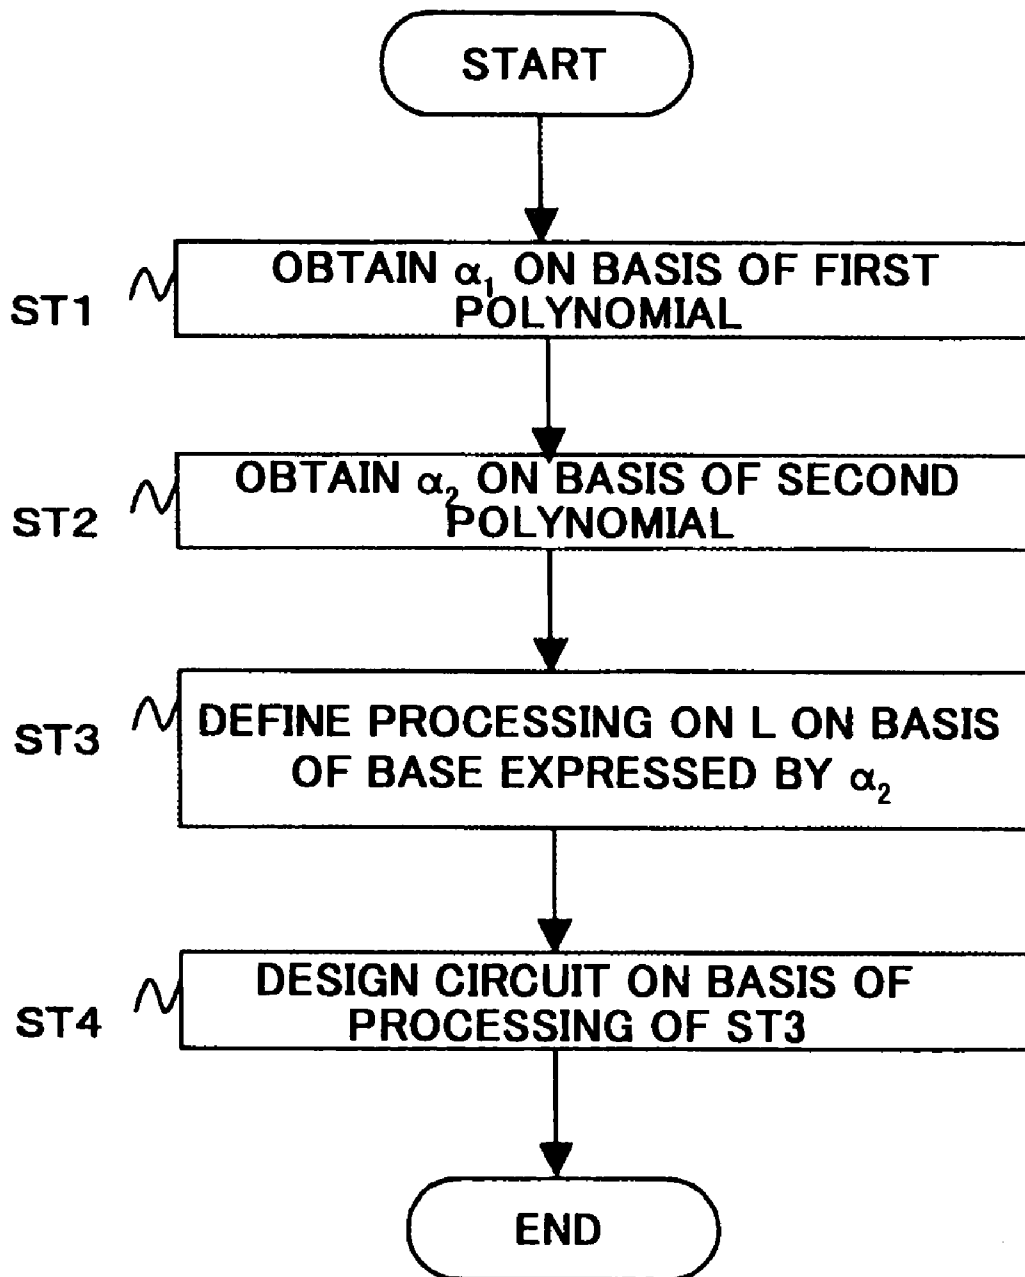 START
ST1
OBTAIN α₁ ON BASIS OF FIRST
POLYNOMIAL
ST2
OBTAIN α₂ ON BASIS OF SECOND
POLYNOMIAL
ST3
DEFINE PROCESSING ON L ON BASIS
OF BASE EXPRESSED BY α₂
ST4
DESIGN CIRCUIT ON BASIS OF
PROCESSING OF ST3
END